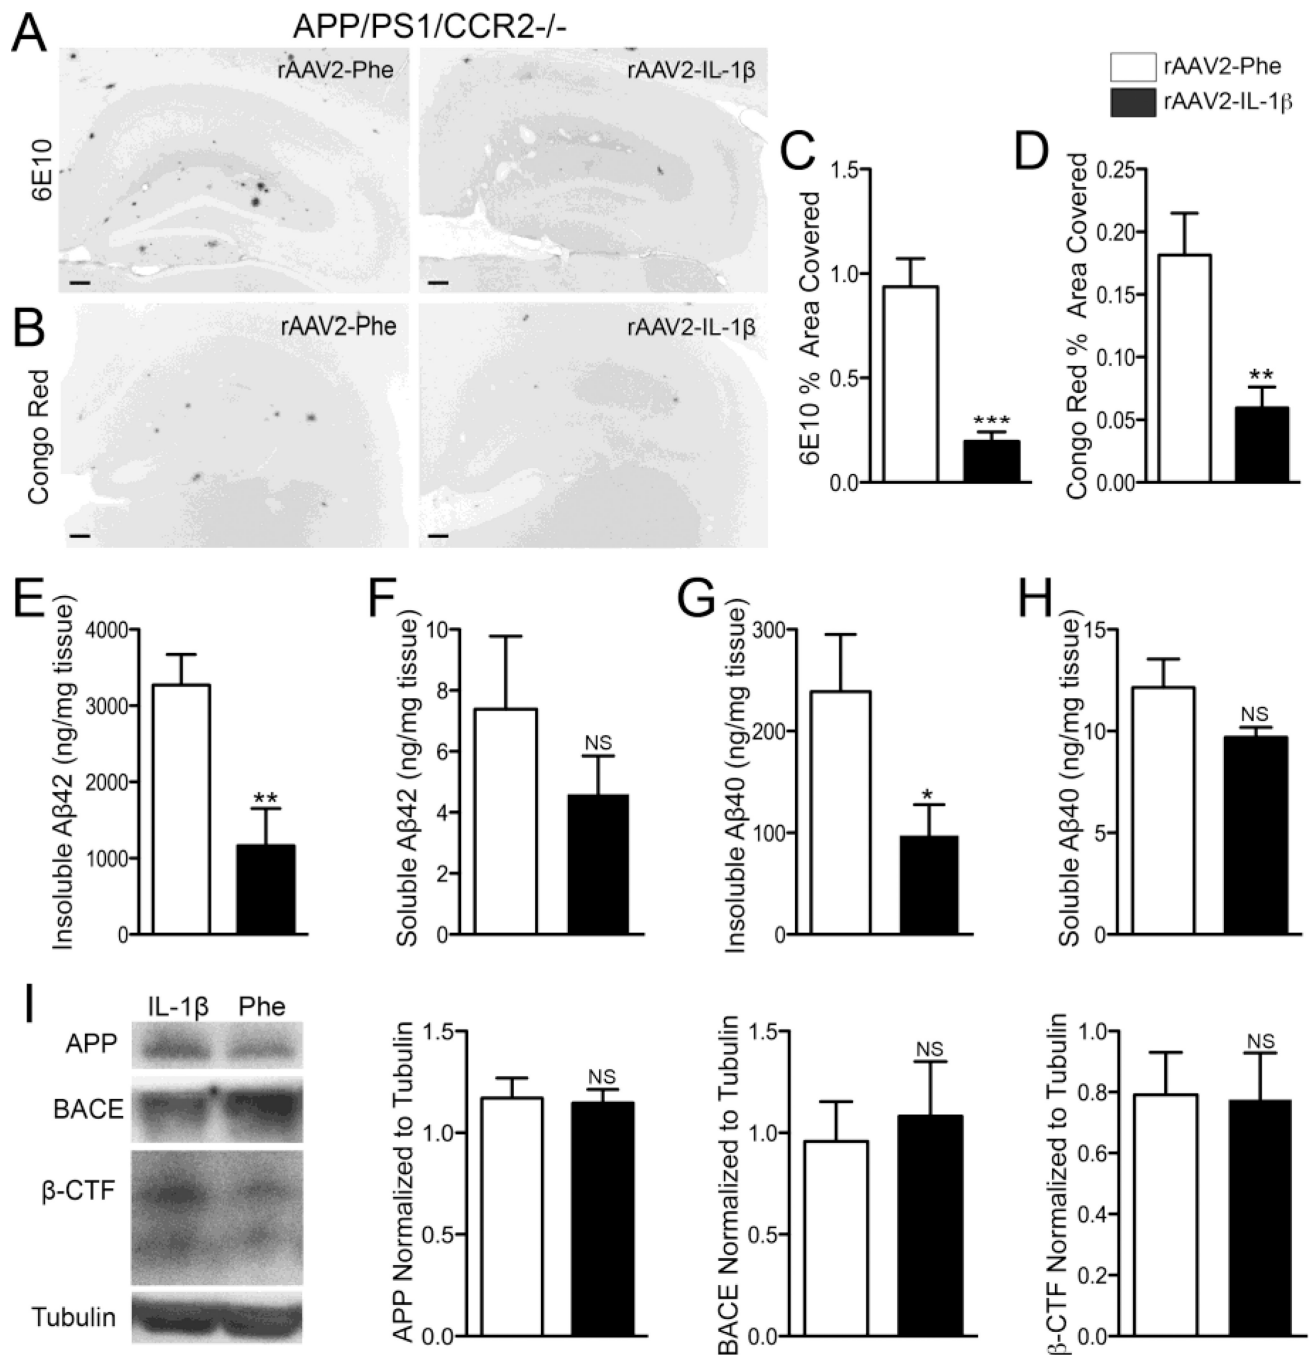 A
APP/PS1/CCR2-/-
rAAV2-Phe
rAAV2-IL-1β
6E10
rAAV2-Phe
rAAV2-IL-1β
B
rAAV2-Phe
rAAV2-IL-1β
Congo Red
C
6E10 % Area Covered
1.5
1.0
0.5
0.0
***
D
Congo Red % Area Covered
0.25
0.20
0.15
0.10
0.05
0.00
**
E
Insoluble Aβ42 (ng/mg tissue)
4000
3000
2000
1000
0
**
F
Soluble Aβ42 (ng/mg tissue)
10
8
6
4
2
0
NS
G
Insoluble Aβ40 (ng/mg tissue)
300
200
100
0
*
H
Soluble Aβ40 (ng/mg tissue)
15
10
5
0
NS
I
IL-1β Phe
APP
BACE
β-CTF
Tubulin
APP Normalized to Tubulin
1.5
1.0
0.5
0.0
NS
BACE Normalized to Tubulin
1.5
1.0
0.5
0.0
NS
β-CTF Normalized to Tubulin
1.0
0.8
0.6
0.4
0.2
0.0
NS